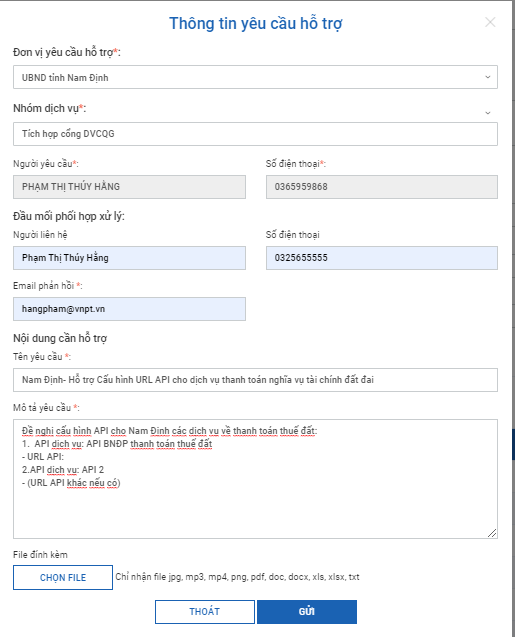 Thông tin yêu cầu hỗ trợ
Đơn vị yêu cầu hỗ trợ*:
UBND tỉnh Nam Định
Nhóm dịch vụ*:
Tích hợp cổng DVCQG
Người yêu cầu*: Số điện thoại*:
PHẠM THỊ THÚY HẰNG 0365959868
Đầu mối phối hợp xử lý:
Người liên hệ Số điện thoại
Phạm Thị Thúy Hằng 0325655555
Email phản hồi *:
hangpham@vnpt.vn
Nội dung cần hỗ trợ
Tên yêu cầu *:
Nam Định- Hỗ trợ Cấu hình URL API cho dịch vụ thanh toán nghĩa vụ tài chính đất đai
Mô tả yêu cầu *:
Đề nghị cấu hình API cho Nam Định các dịch vụ về thanh toán thuế đất:
1. API dịch vụ: API BNĐP thanh toán thuế đất
- URL API:
2.API dịch vụ: API 2
- (URL API khác nếu có)
File đính kèm
CHỌN FILE Chỉ nhận file jpg, mp3, mp4, png, pdf, doc, docx, xls, xlsx, txt
THOÁT GỬI